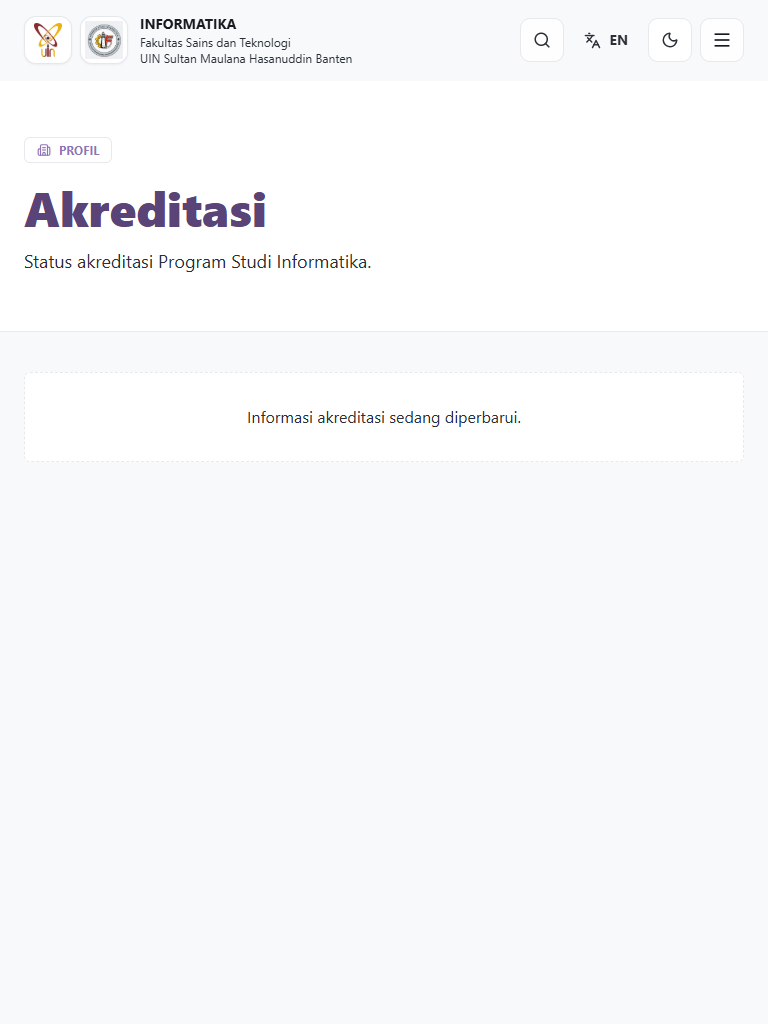 uin
INFORMATIKA
Fakultas Sains dan Teknologi
UIN Sultan Maulana Hasanuddin Banten
EN
PROFIL
Akreditasi
Status akreditasi Program Studi Informatika.
Informasi akreditasi sedang diperbarui.